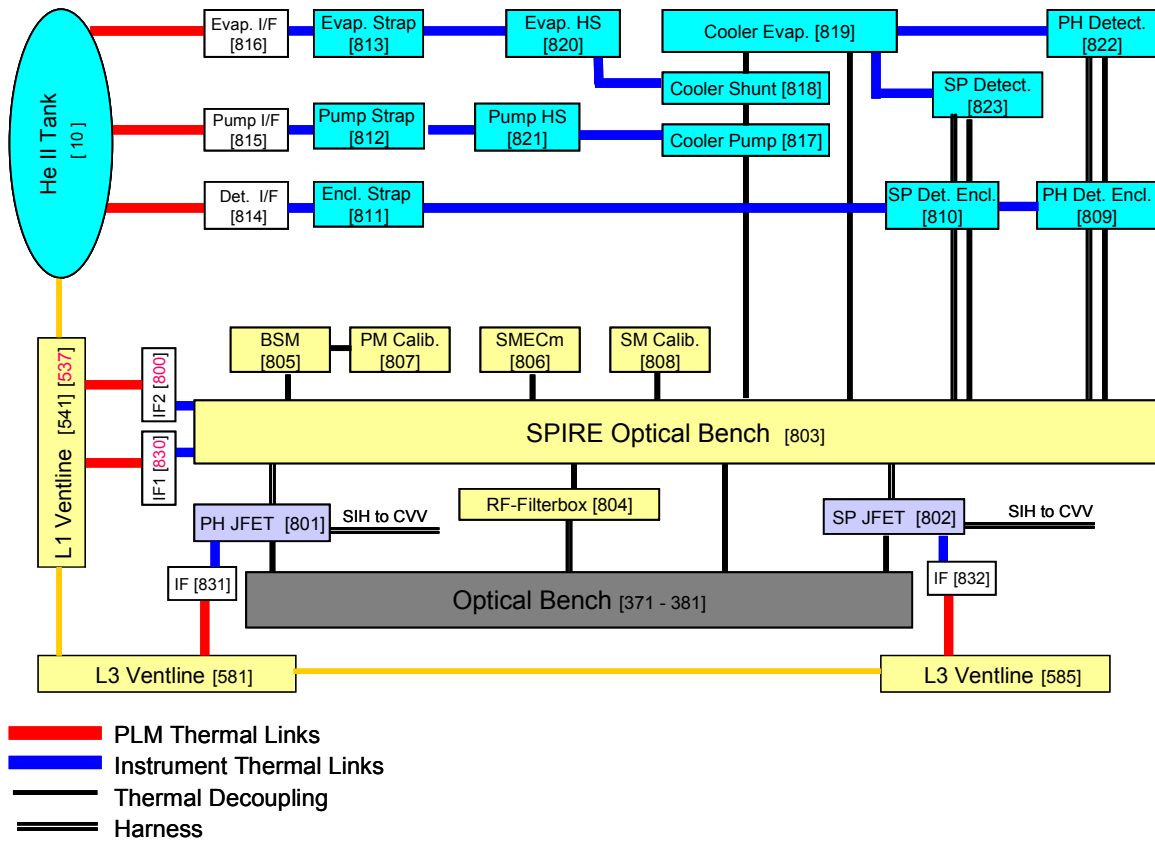 Evap. I/F
[816]
Evap. Strap
[813]
Evap. HS
[820]
Cooler Evap. [819]
PH Detect.
[822]
Cooler Shunt [818]
SP Detect.
[823]
He II Tank
[ 10 ]
Pump I/F
[815]
Pump Strap
[812]
Pump HS
[821]
Cooler Pump [817]
Det. I/F
[814]
Encl. Strap
[811]
SP Det. Encl.
[810]
PH Det. Encl.
[809]
BSM
[805]
PM Calib.
[807]
SMECm
[806]
SM Calib.
[808]
L1 Ventline [541] [537]
IF2 [800]
IF1 [830]
SPIRE Optical Bench [803]
PH JFET [801]
SIH to CVV
RF-Filterbox [804]
SP JFET [802]
SIH to CVV
IF [831]
IF [832]
Optical Bench [371 - 381]
L3 Ventline [581]
L3 Ventline [585]
PLM Thermal Links
Instrument Thermal Links
Thermal Decoupling
Harness